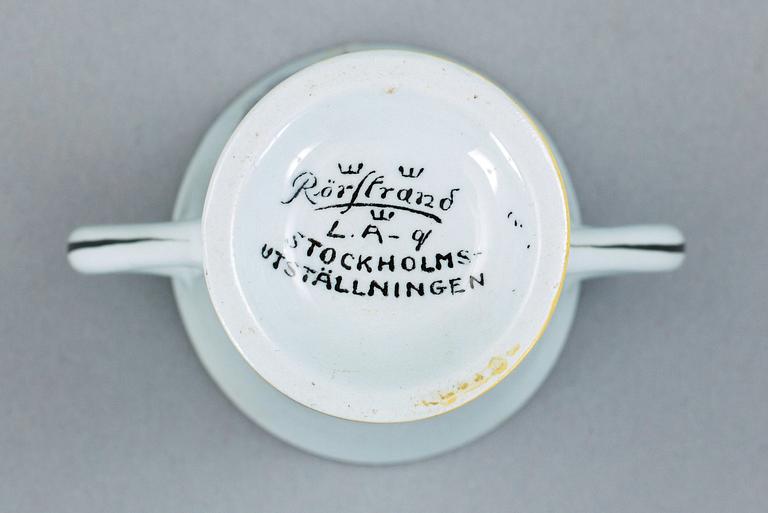 Rörstrand
L.A-g
STOCKHOLMS-
UTSTÄLLNINGEN